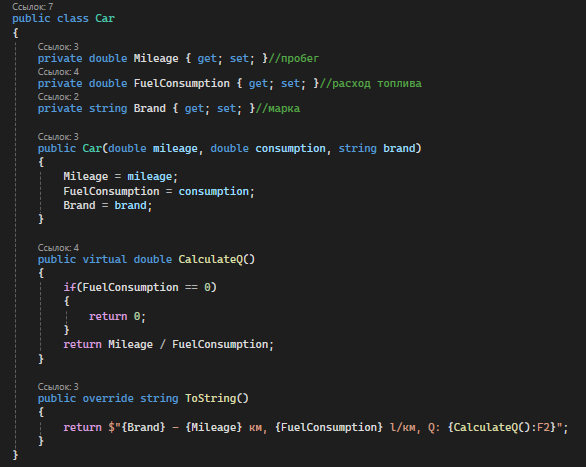 Ссылок: 7
public class Car
{
Ссылок: 3
private double Mileage { get; set; }//пробег
Ссылок: 4
private double FuelConsumption { get; set; }//расход топлива
Ссылок: 2
private string Brand { get; set; }//марка
Ссылок: 3
public Car(double mileage, double consumption, string brand)
{
Mileage = mileage;
FuelConsumption = consumption;
Brand = brand;
}
Ссылок: 4
public virtual double CalculateQ()
{
if(FuelConsumption == 0)
{
return 0;
}
return Mileage / FuelConsumption;
}
Ссылок: 3
public override string ToString()
{
return $"{Brand} - {Mileage} км, {FuelConsumption} l/км, Q: {CalculateQ():F2}";
}
}